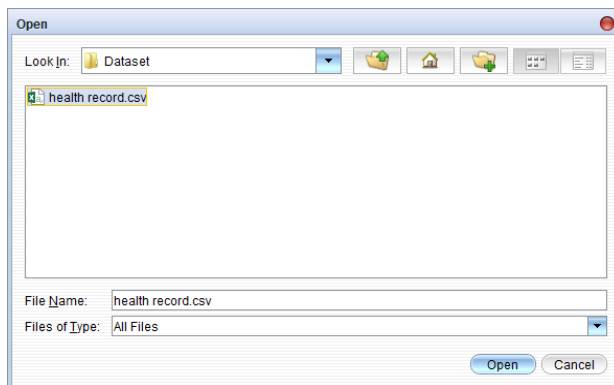 Open
Look In: Dataset
health record.csv
File Name: health record.csv
Files of Type: All Files
Open Cancel